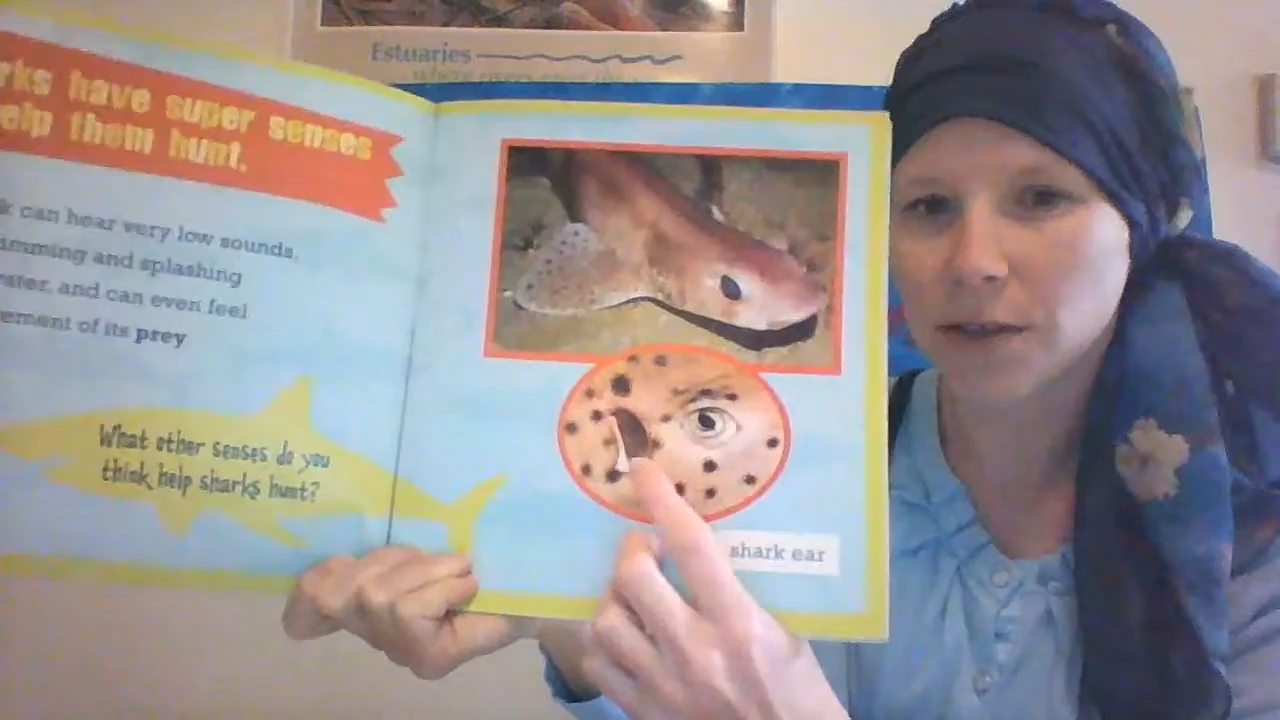 Estuaries
rks have super senses
elp them hunt.
k can hear very low sounds,
mming and splashing
ater, and can even feel
ement of its prey
What other senses do you
think help sharks hunt?
shark ear